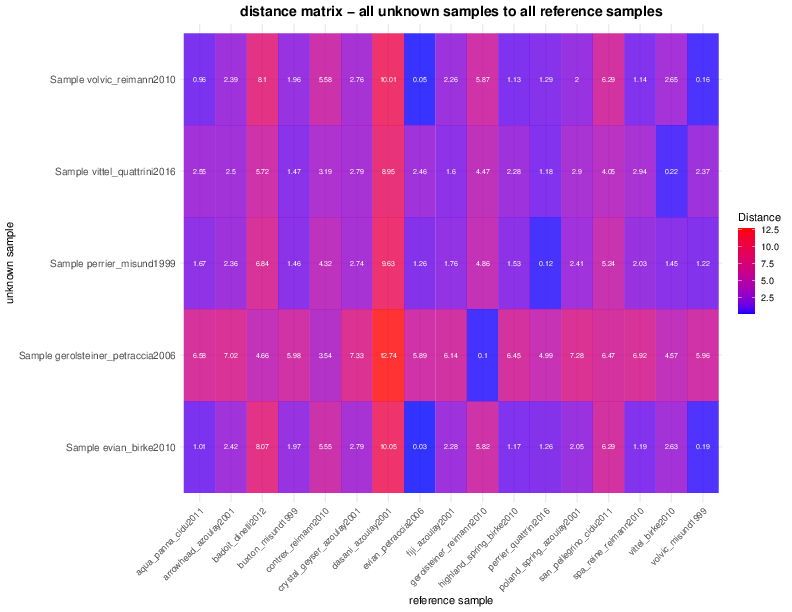 distance matrix – all unknown samples to all reference samples
Sample volvic_reimann2010 0.96 2.39 8.1 1.96 5.58 2.76 10.01 0.05 2.26 5.87 1.13 1.29 2 1.14 6.29 2.65 0.16
Sample vittel_quattrini2016 2.55 2.5 5.72 1.47 3.19 2.79 8.95 2.46 1.6 4.47 2.28 1.18 2.9 4.05 2.94 0.22 2.37
Sample perrier_misund1999 1.67 2.36 6.84 1.46 4.32 2.74 9.63 1.26 1.76 4.86 1.53 0.12 2.41 5.24 2.03 1.45 1.22
Sample gerolsteiner_petraccia2006 6.58 7.02 4.66 5.98 3.54 7.33 12.74 5.89 6.14 0.1 6.45 4.99 7.28 6.47 6.92 4.57 5.96
Sample evian_birke2010 1.01 2.42 8.07 1.97 5.55 2.79 10.05 0.03 2.28 5.82 1.17 1.26 2.05 6.29 1.19 2.63 0.19
unknown sample
aqua_panna_cidu2011
arrowhead_azoulay2001
badoit_dinelli2012
buxton_misund1999
contrex_reimann2010
crystal_geyser_azoulay2001
dasani_azoulay2001
evian_petraccia2006
fiji_azoulay2001
gerolsteiner_reimann2010
highland_spring_birke2010
perrier_quattrini2016
poland_spring_azoulay2001
san_pellegrino_cidu2011
spa_reine_reimann2010
vittel_birke2010
volvic_misund1999
reference sample
Distance
12.5
10.0
7.5
5.0
2.5